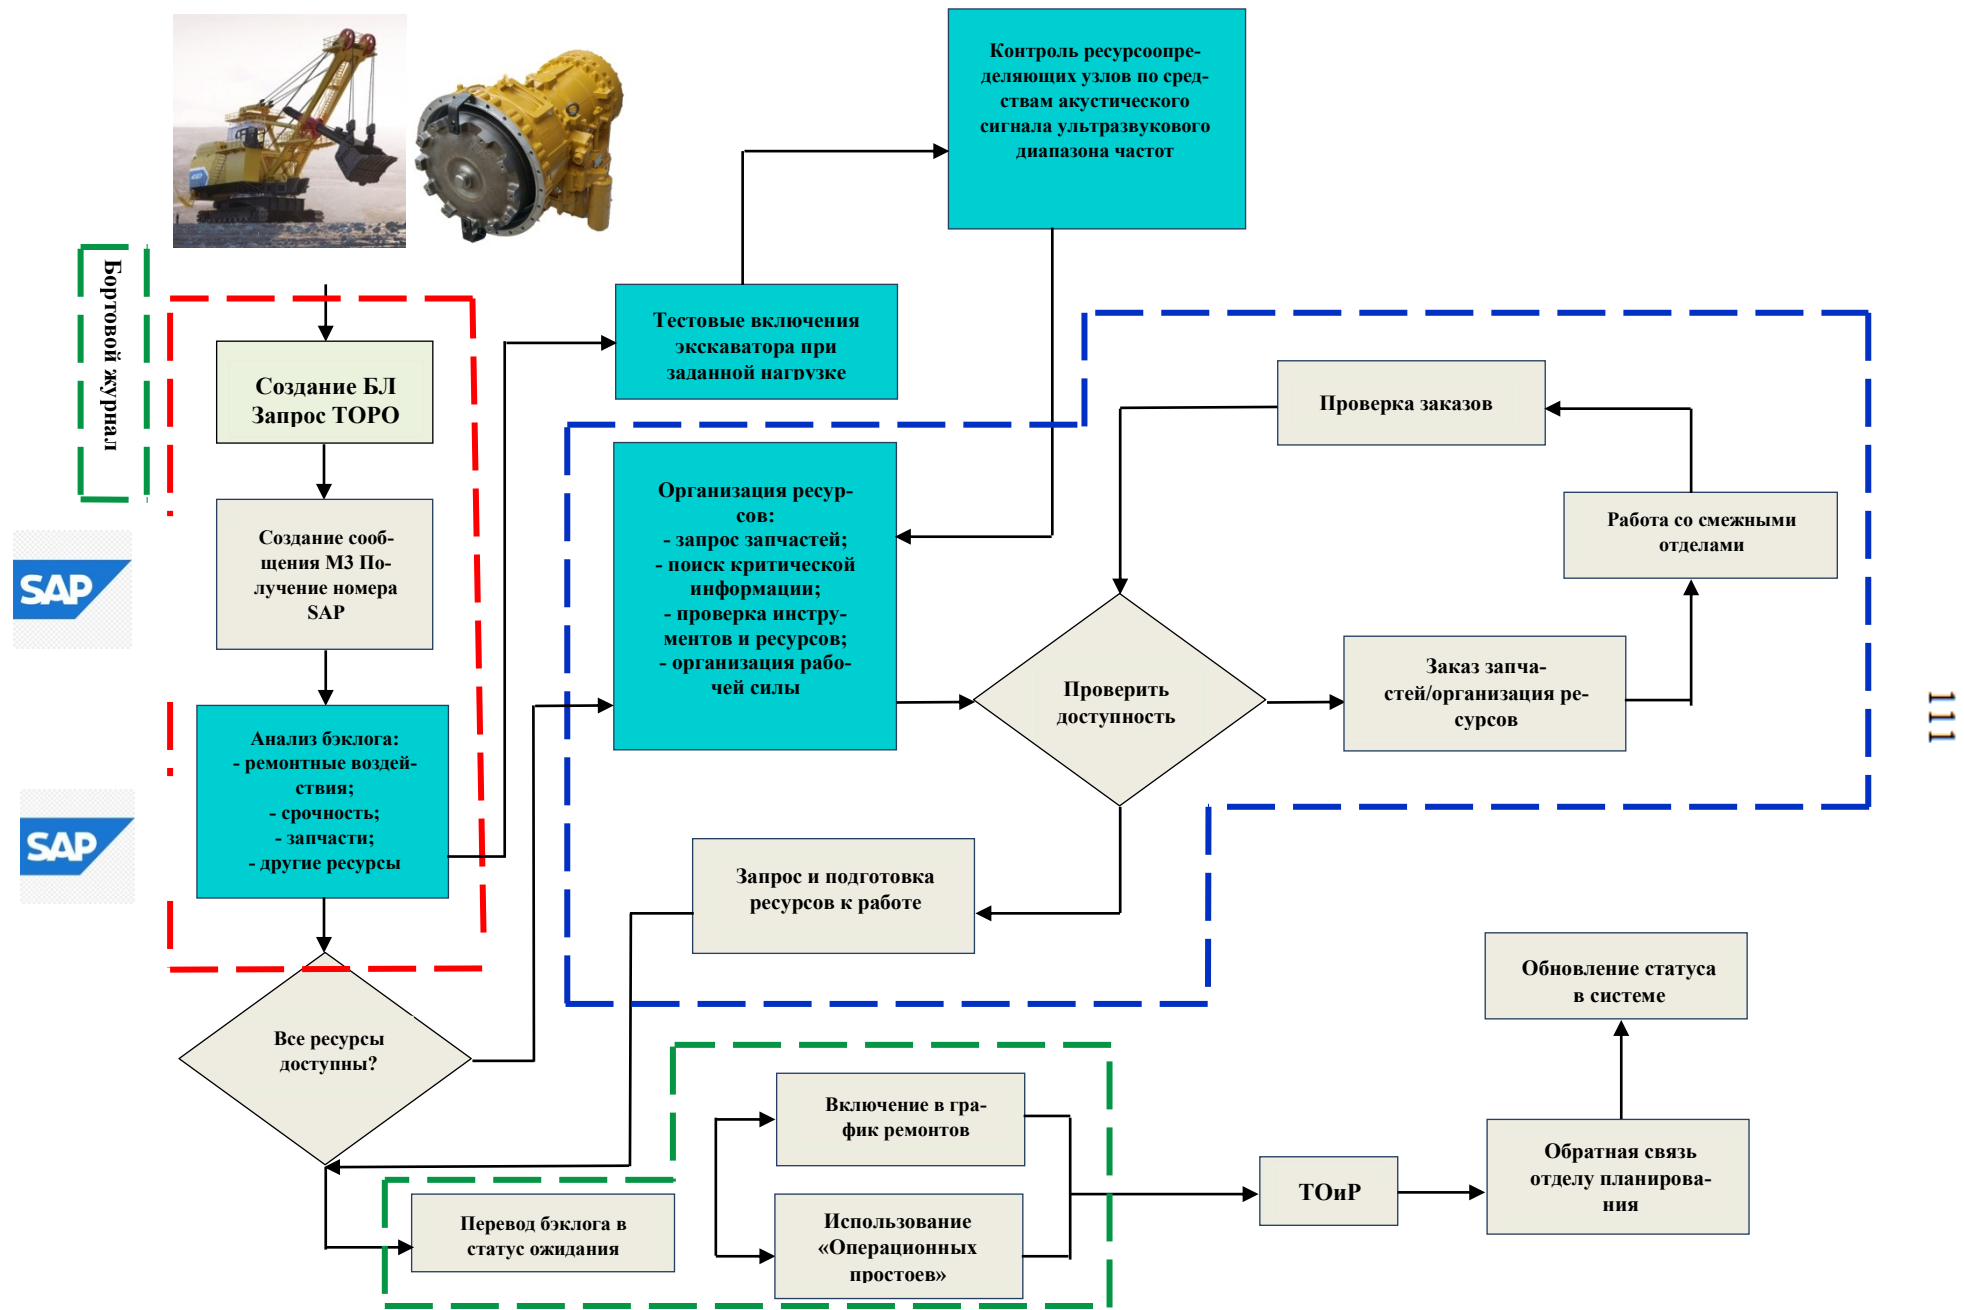 Контроль ресурсоопре-
деляющих узлов по сред-
ствам акустического
сигнала ультразвукового
диапазона частот
Бортовой журнал
Тестовые включения
экскаватора при
заданной нагрузке
Создание БЛ
Запрос ТОРО
Проверка заказов
Организация ресур-
сов:
- запрос запчастей;
- поиск критической
информации;
- проверка инстру-
ментов и ресурсов;
- организация рабо-
чей силы
Работа со смежными
отделами
Создание сооб-
щения М3 По-
лучение номера
SAP
SAP
Проверить
доступность
Заказ запча-
стей/организация ре-
сурсов
111
Анализ бэклога:
- ремонтные воздей-
ствия;
- срочность;
- запчасти;
- другие ресурсы
SAP
Запрос и подготовка
ресурсов к работе
Обновление статуса
в системе
Все ресурсы
доступны?
Включение в гра-
фик ремонтов
Обратная связь
отделу планирова-
ния
ТОиР
Перевод бэклога в
статус ожидания
Использование
«Операционных
простоев»